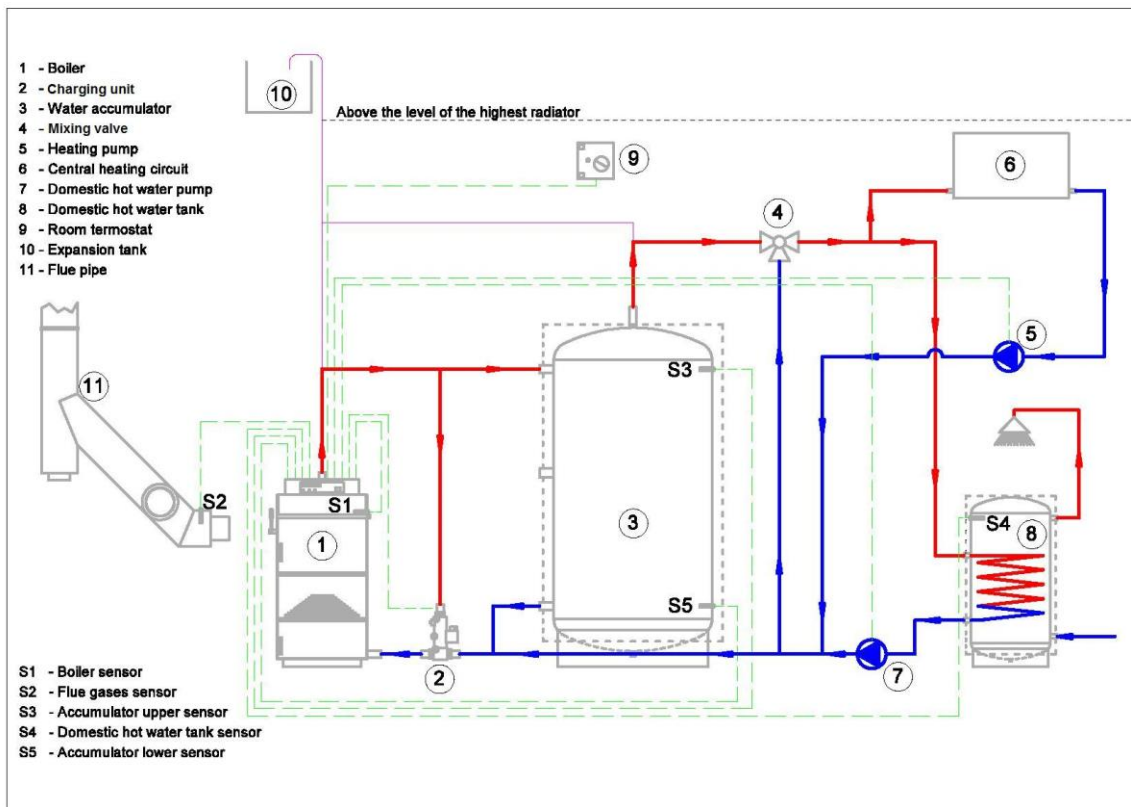 1 - Boiler
2 - Charging unit
3 - Water accumulator
4 - Mixing valve
5 - Heating pump
6 - Central heating circuit
7 - Domestic hot water pump
8 - Domestic hot water tank
9 - Room termostat
10 - Expansion tank
11 - Flue pipe
10
Above the level of the highest radiator
9
6
4
5
11
S3
S2
S1
S4
8
3
1
S5
2
7
S1 - Boiler sensor
S2 - Flue gases sensor
S3 - Accumulator upper sensor
S4 - Domestic hot water tank sensor
S5 - Accumulator lower sensor